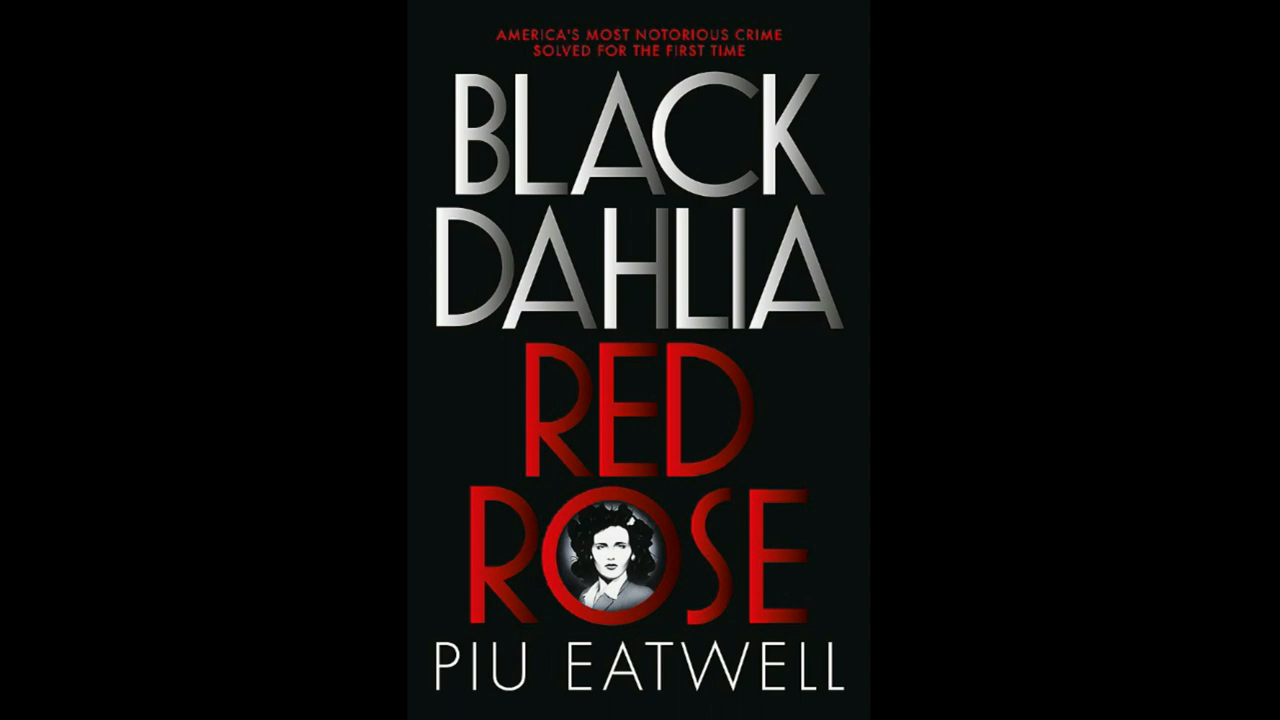 AMERICA'S MOST NOTORIOUS CRIME
SOLVED FOR THE FIRST TIME
BLACK
DAHLIA
RED
ROSE
PIU EATWELL